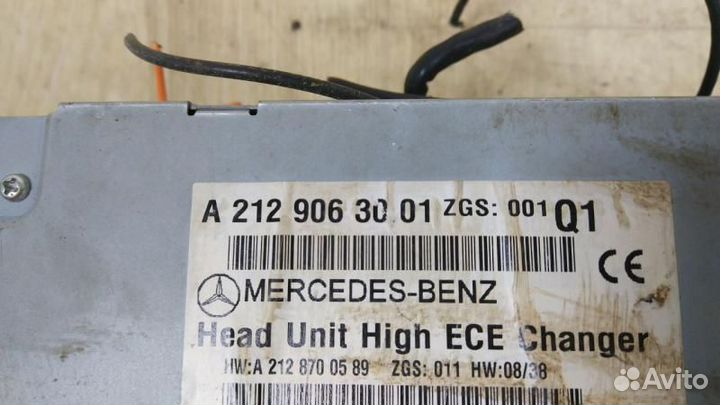 A 212 906 30 01 ZGS: 001 Q1
CE
MERCEDES-BENZ
Head Unit High ECE Changer
HW:A 212 870 05 89 ZGS: 011 HW:08/38
Avito